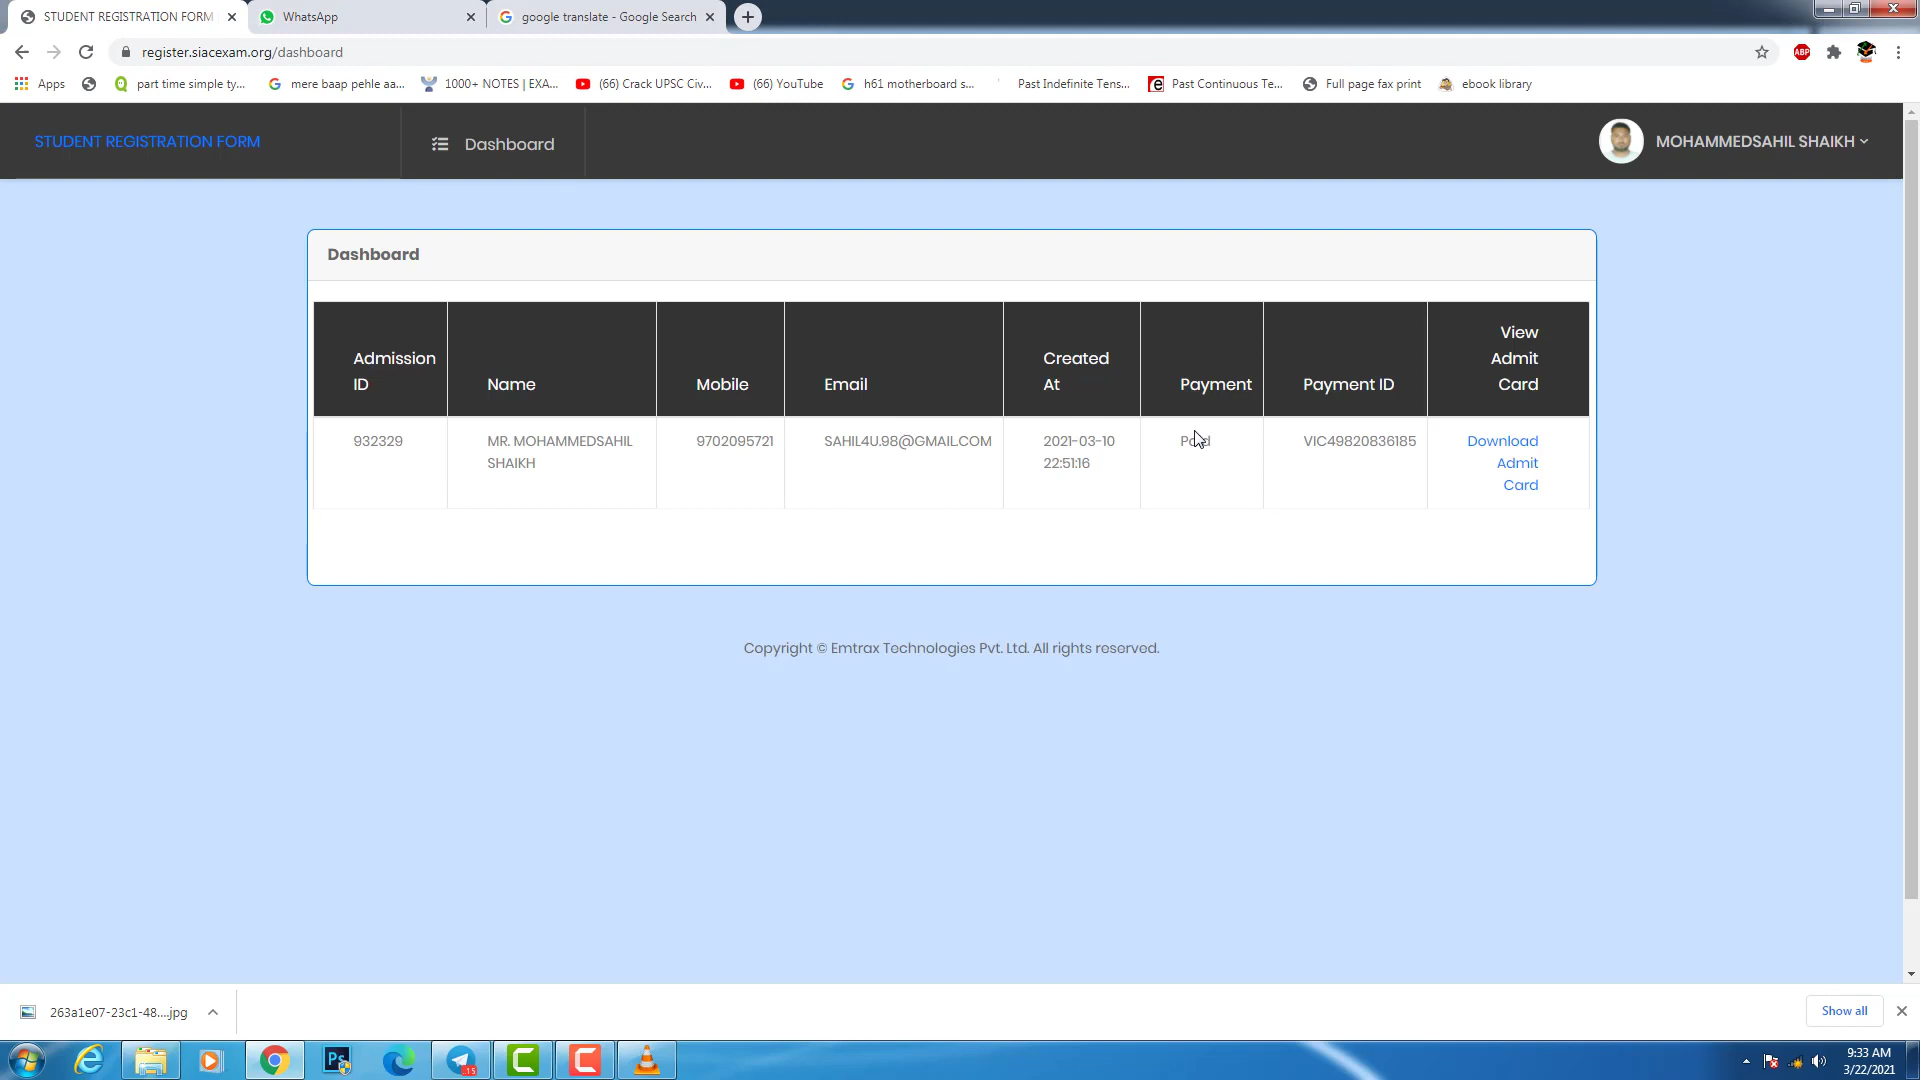 STUDENT REGISTRATION FORM
WhatsApp
google translate - Google Search
register.siacexam.org/dashboard
ABP
Apps
part time simple ty...
mere baap pehle aa...
1000+ NOTES | EXA...
(66) Crack UPSC Civ...
(66) YouTube
h61 motherboard s...
Past Indefinite Tens...
Past Continuous Te...
Full page fax print
ebook library
STUDENT REGISTRATION FORM
Dashboard
MOHAMMEDSAHIL SHAIKH
Dashboard
Admission ID
Name
Mobile
Email
Created At
Payment
Payment ID
View Admit Card
932329
MR. MOHAMMEDSAHIL SHAIKH
9702095721
SAHIL4U.98@GMAIL.COM
2021-03-10 22:51:16
Paid
VIC49820836185
Download Admit Card
Copyright © Emtrax Technologies Pvt. Ltd. All rights reserved.
263a1e07-23c1-48....jpg
Show all
Ps
15
9:33 AM
3/22/2021